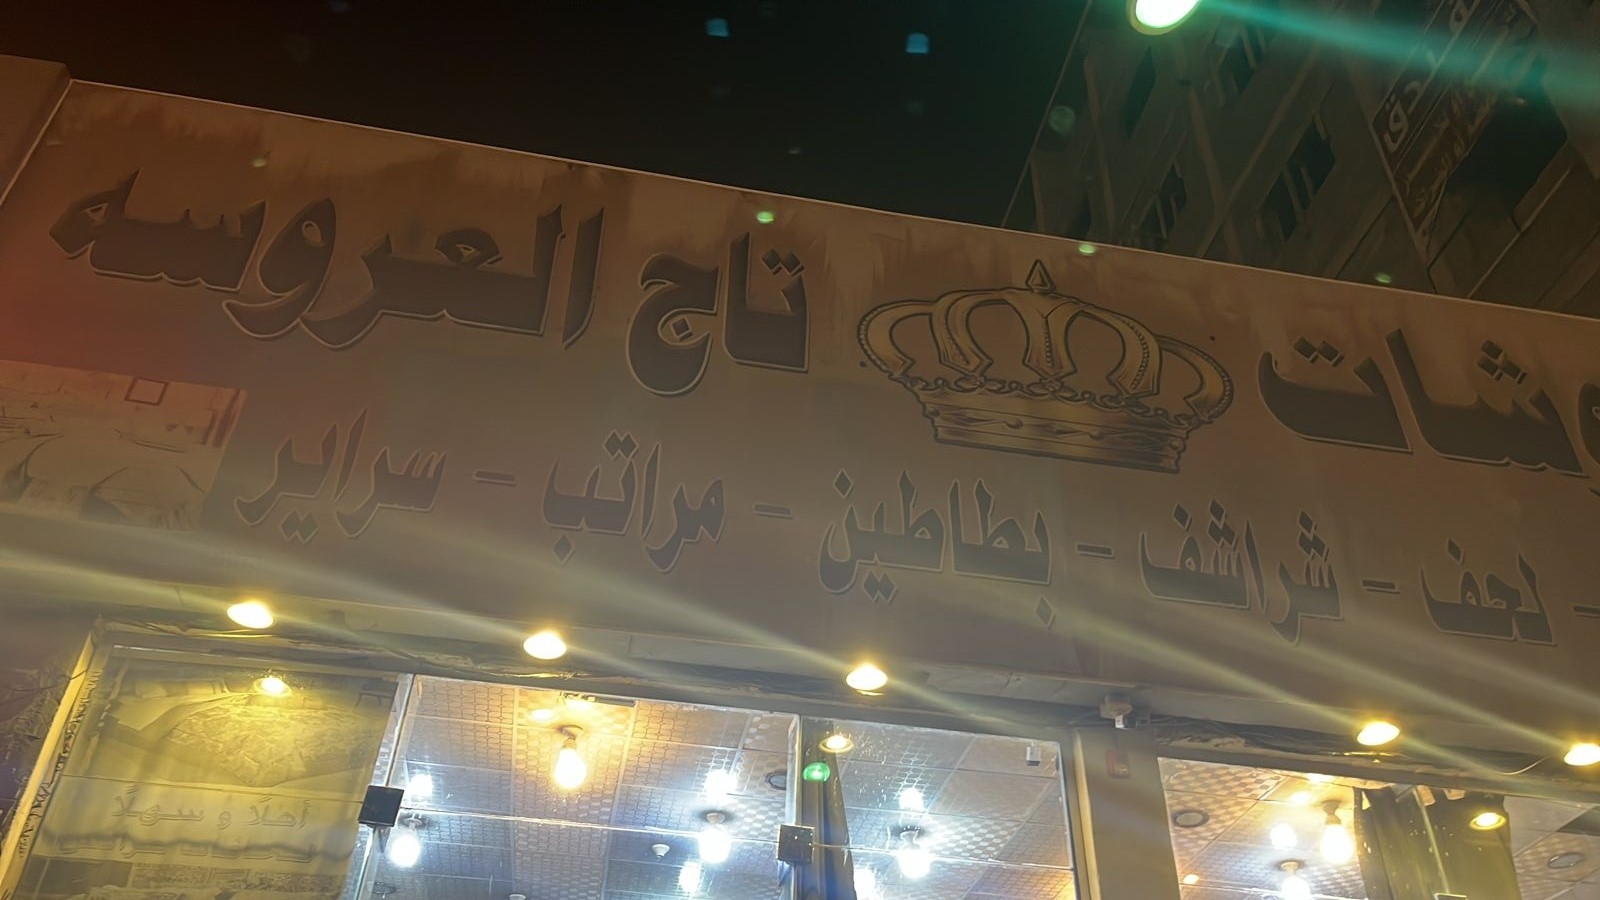 تاج العروسه
لحف - شراشف - بطاطين - مراتب - سراير
أهلاً و سهلاً